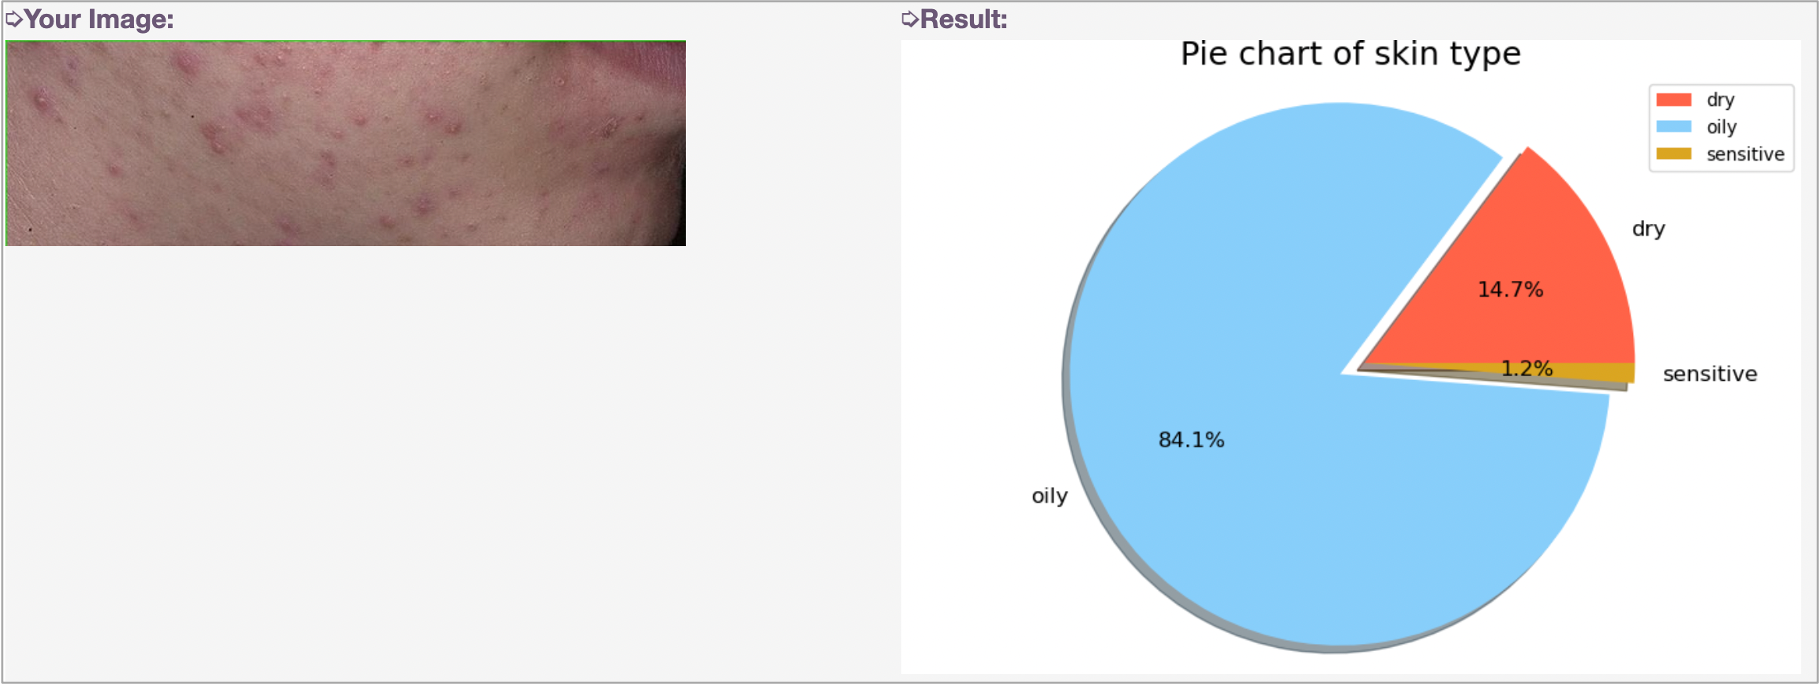 ➩Your Image:
➩Result:
Pie chart of skin type
dry
oily
sensitive
dry
14.7%
1.2%
sensitive
84.1%
oily